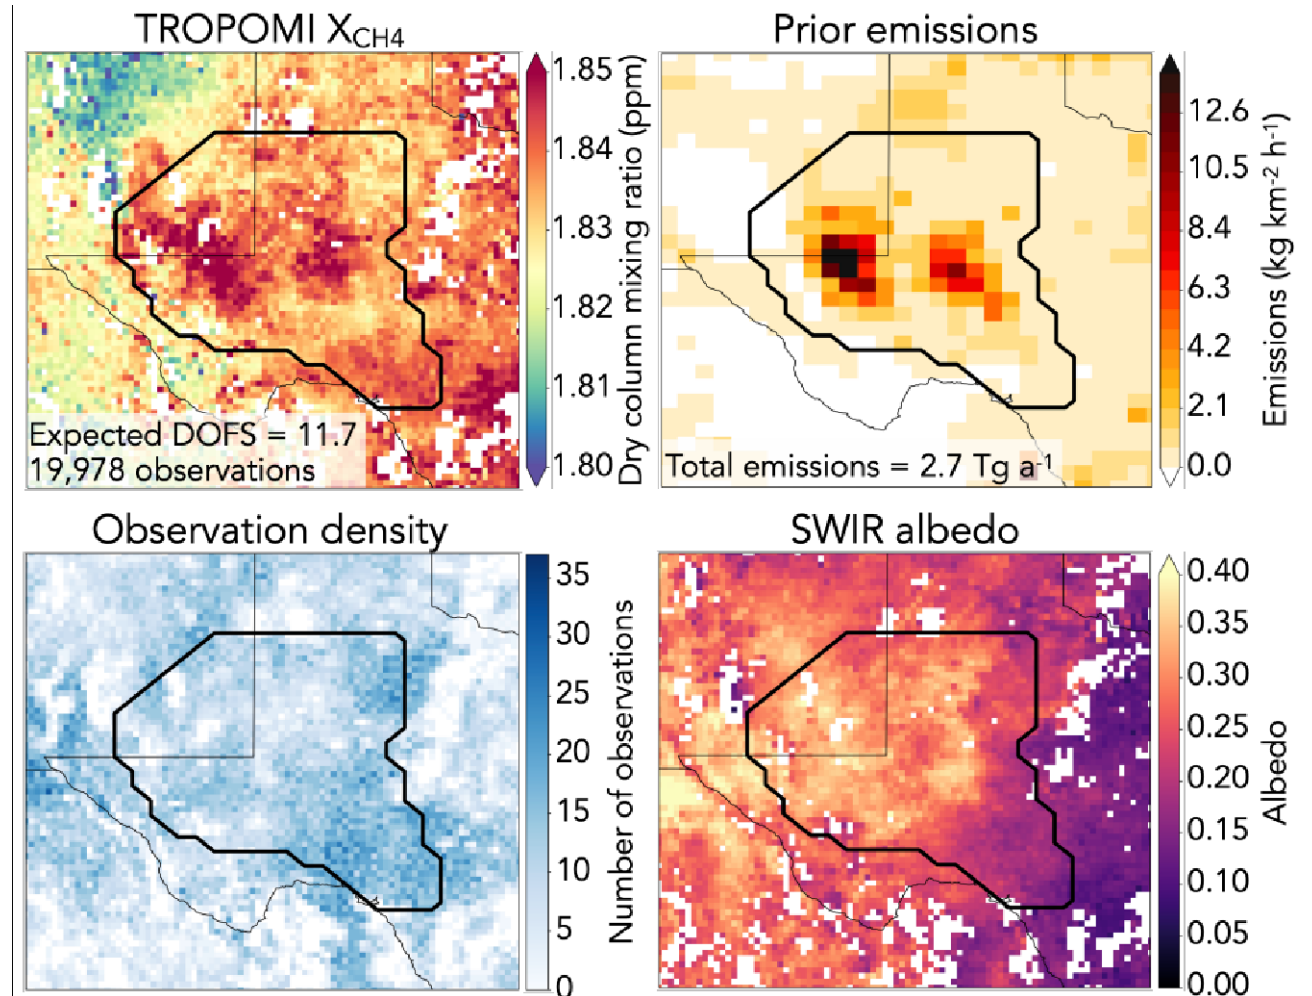 TROPOMI XCH4
1.85
1.84
1.83
1.82
1.81
1.80
Dry column mixing ratio (ppm)
Expected DOFS = 11.7
19,978 observations
Prior emissions
12.6
10.5
8.4
6.3
4.2
2.1
0.0
Emissions (kg km-2 h-1)
Total emissions = 2.7 Tg a-1
Observation density
35
30
25
20
15
10
5
0
Number of observations
SWIR albedo
0.40
0.35
0.30
0.25
0.20
0.15
0.10
0.05
0.00
Albedo